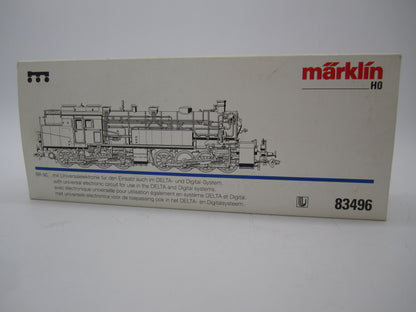 märklin
HO
BR 96, mit Universalelektronik für den Einsatz auch im DELTA- und Digital-System.
with universal electronic circuit for use in the DELTA and Digital systems.
avec électronique universelle pour utilisation également en systèmes DELTA et Digital.
met universele electronica voor de toepassing ook in het DELTA- en Digitalsysteem.
83496